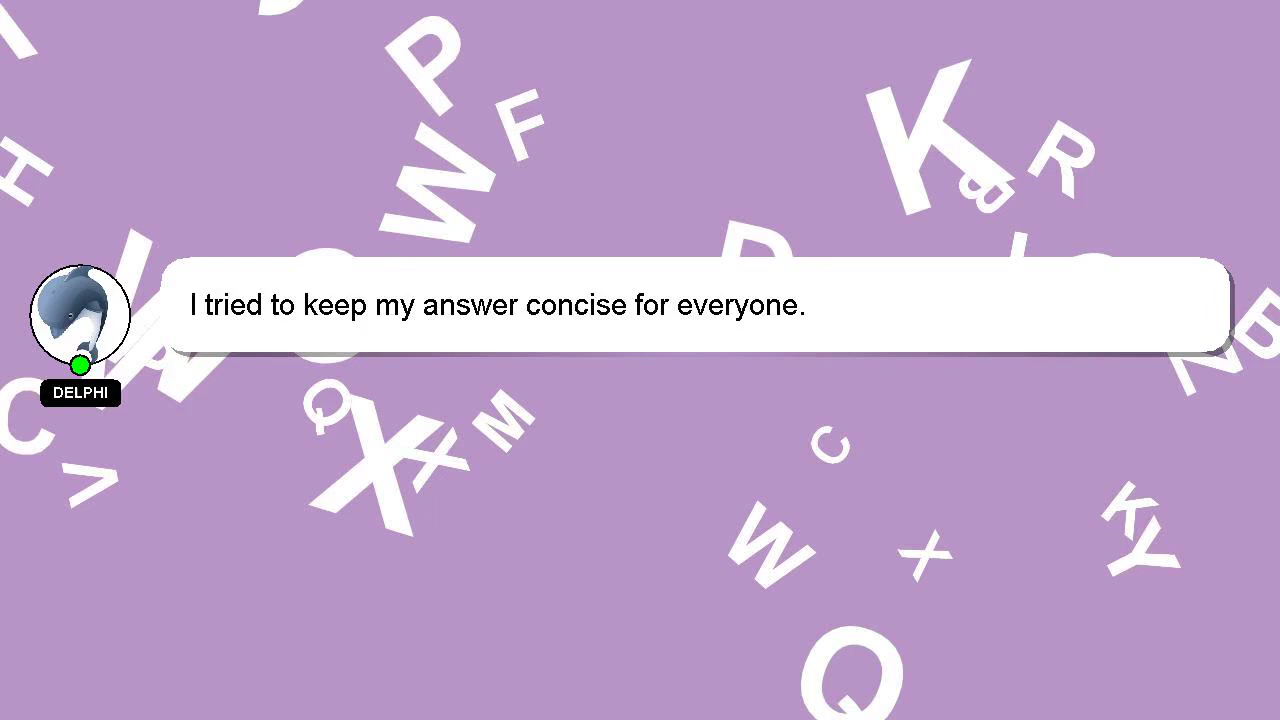 I tried to keep my answer concise for everyone.
DELPHI
P
F
W
H
K
R
B
D
B
N
C
V
Q
X
X
M
C
W
X
K
Y
Q